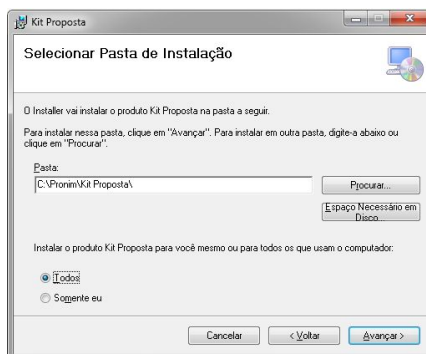 Kit Proposta
Selecionar Pasta de Instalação
O Installer vai instalar o produto Kit Proposta na pasta a seguir.
Para instalar nessa pasta, clique em "Avançar". Para instalar em outra pasta, digite-a abaixo ou
clique em "Procurar".
Pasta:
C:\Pronim\Kit Proposta\
Procurar...
Espaço Necessário em
Disco...
Instalar o produto Kit Proposta para você mesmo ou para todos os que usam o computador:
Todos
Somente eu
Cancelar < Voltar Avançar >